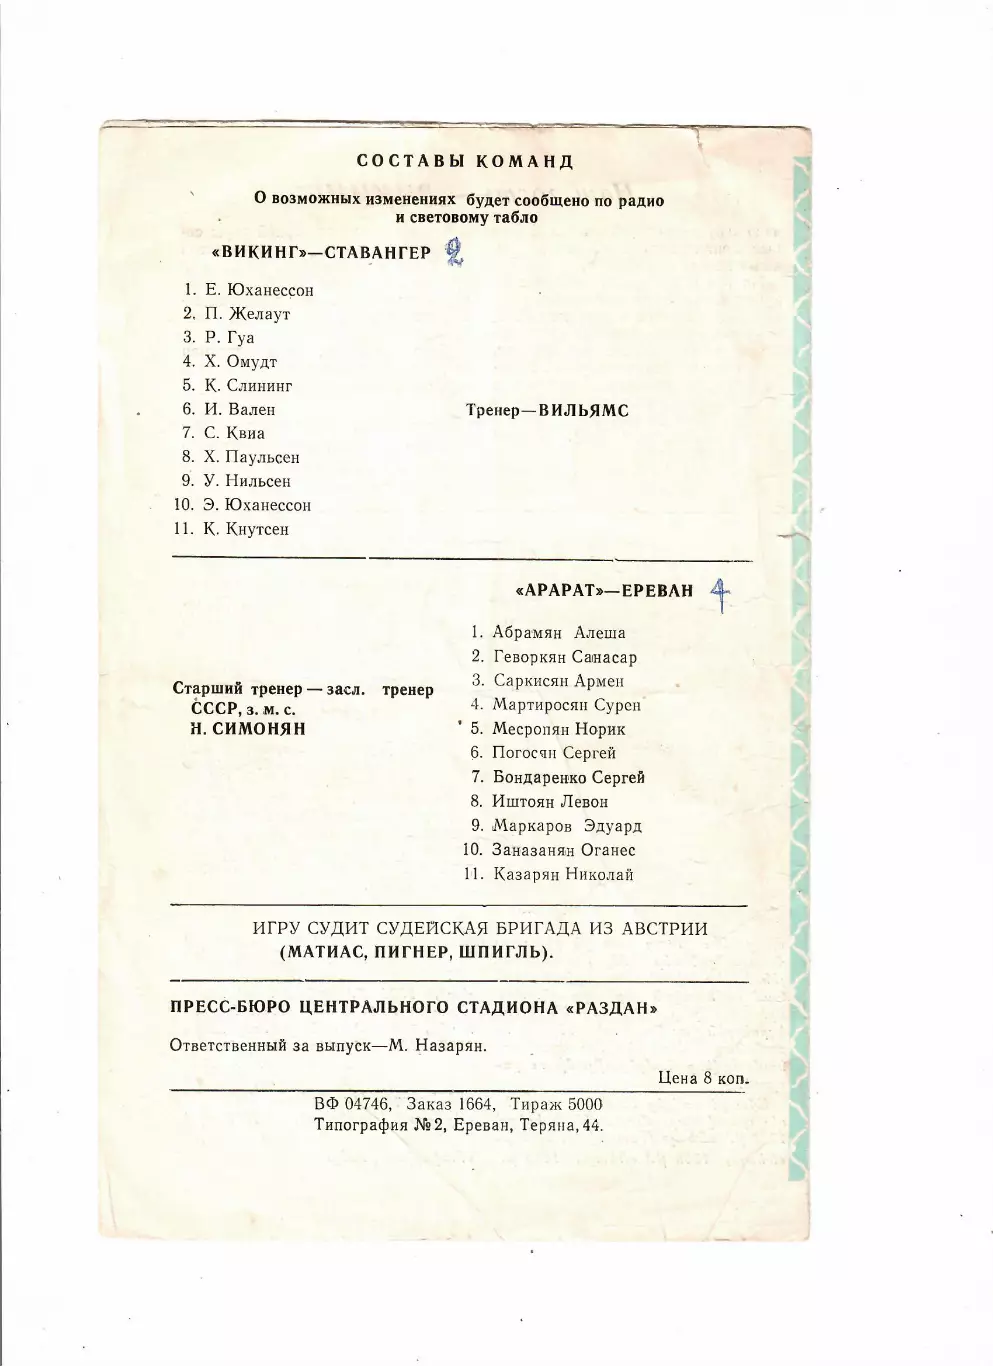 СОСТАВЫ КОМАНД
О возможных изменениях будет сообщено по радио
и световому табло
«ВИКИНГ»—СТАВАНГЕР 2
1. Е. Юханессон
2. П. Желаут
3. Р. Гуа
4. Х. Омудт
5. К. Слининг
6. И. Вален
Тренер—ВИЛЬЯМС
7. С. Квиа
8. Х. Паульсен
9. У. Нильсен
10. Э. Юханессон
11. К. Кнутсен
«АРАРАТ»—ЕРЕВАН 4
Старший тренер — засл. тренер
СССР, з. м. с.
Н. СИМОНЯН
1. Абрамян Алеша
2. Геворкян Санасар
3. Саркисян Армен
4. Мартиросян Сурен
5. Месропян Норик
6. Погосян Сергей
7. Бондаренко Сергей
8. Иштоян Левон
9. Маркаров Эдуард
10. Заназанян Оганес
11. Казарян Николай
ИГРУ СУДИТ СУДЕЙСКАЯ БРИГАДА ИЗ АВСТРИИ
(МАТИАС, ПИГНЕР, ШПИГЛЬ).
ПРЕСС-БЮРО ЦЕНТРАЛЬНОГО СТАДИОНА «РАЗДАН»
Ответственный за выпуск—М. Назарян.
Цена 8 коп.
ВФ 04746, Заказ 1664, Тираж 5000
Типография №2, Ереван, Теряна, 44.